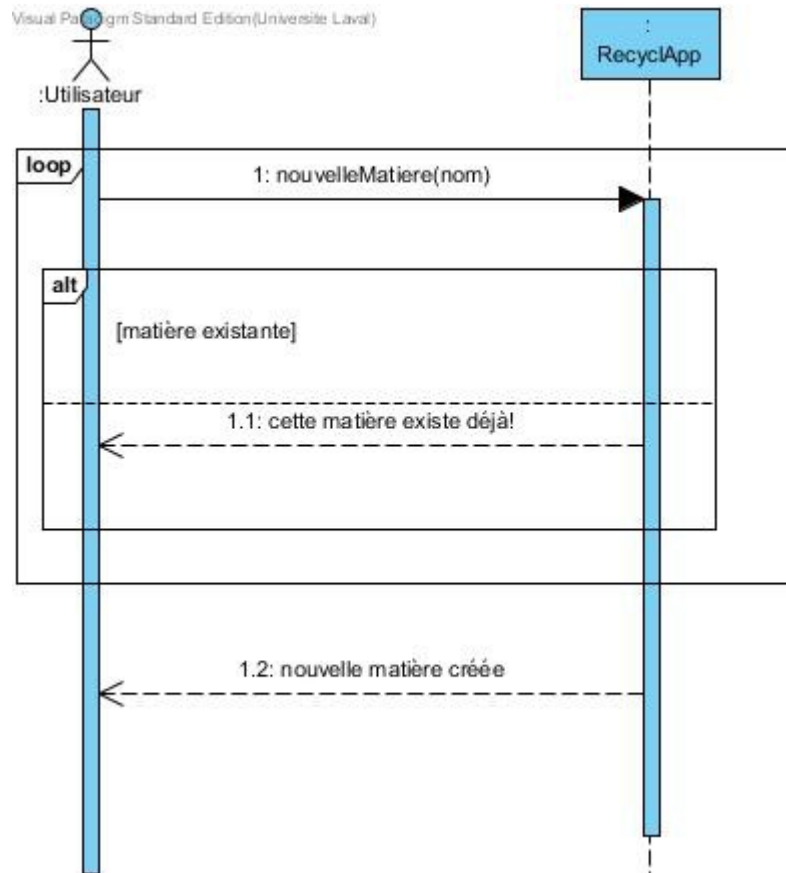 Visual Paradigm Standard Edition(Universite Laval)
:
RecyclApp
:Utilisateur
loop
1: nouvelleMatiere(nom)
alt
[matière existante]
1.1: cette matière existe déjà!
1.2: nouvelle matière créée